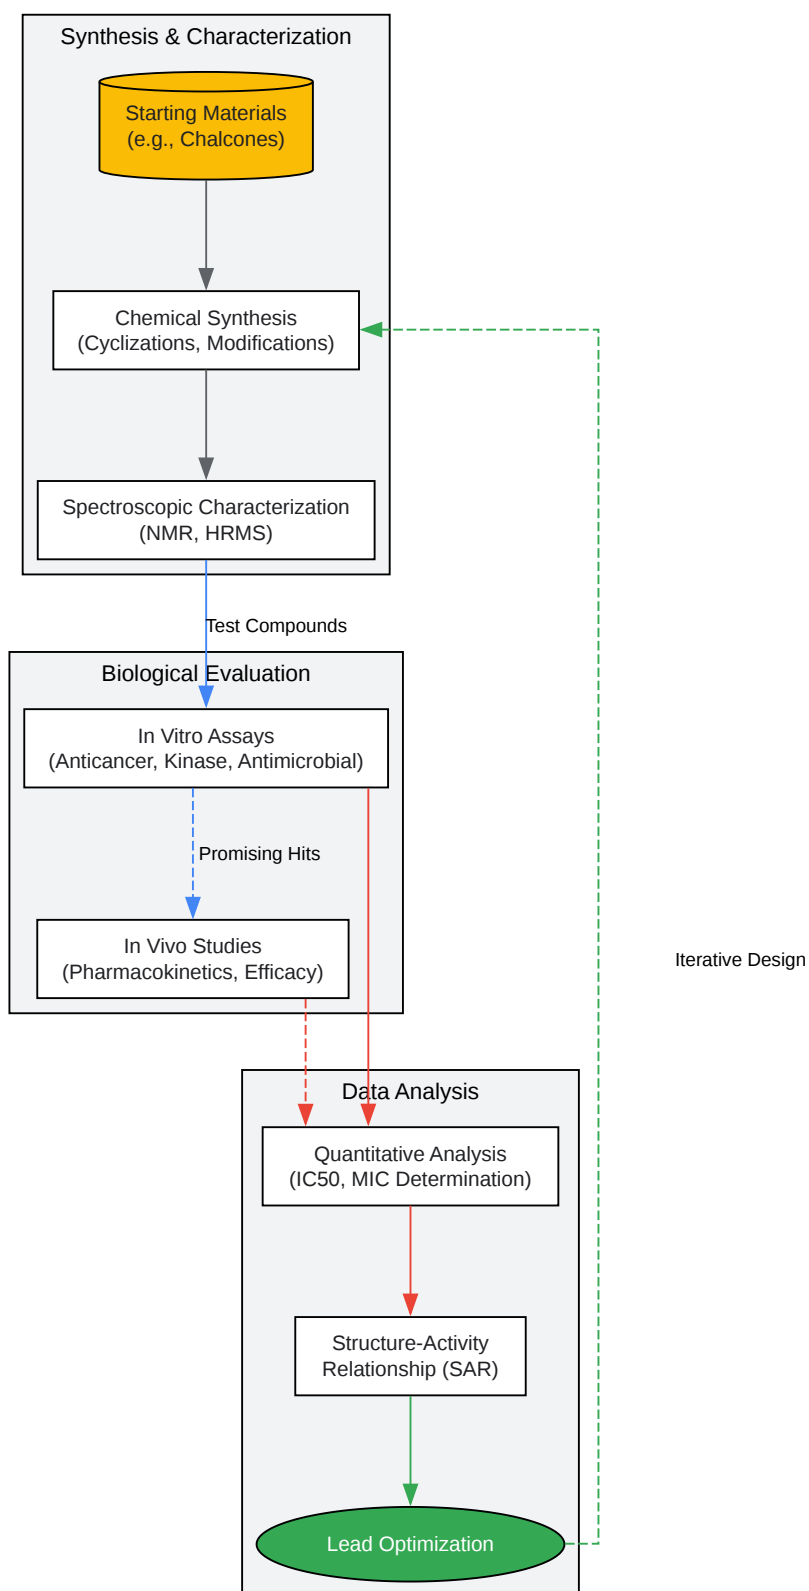 Synthesis & Characterization
Starting Materials
(e.g., Chalcones)
Chemical Synthesis
(Cyclizations, Modifications)
Spectroscopic Characterization
(NMR, HRMS)
Test Compounds
Biological Evaluation
In Vitro Assays
(Anticancer, Kinase, Antimicrobial)
Promising Hits
In Vivo Studies
(Pharmacokinetics, Efficacy)
Iterative Design
Data Analysis
Quantitative Analysis
(IC50, MIC Determination)
Structure-Activity
Relationship (SAR)
Lead Optimization